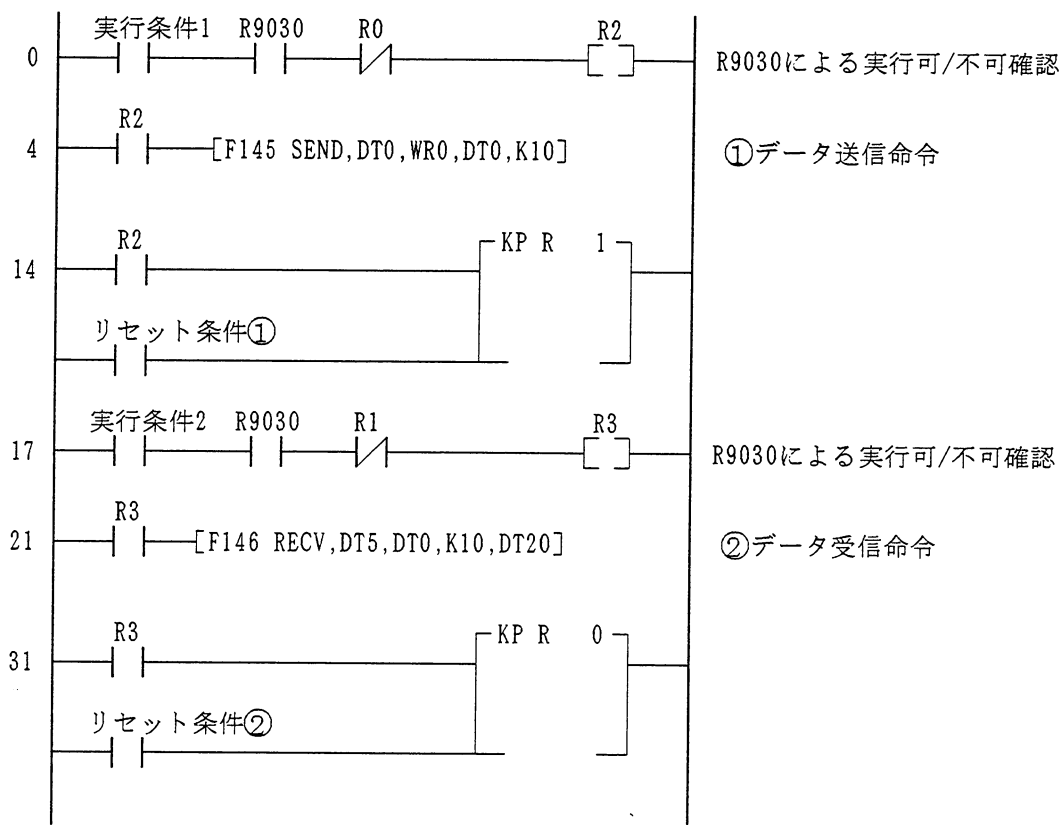 実行条件1 R9030 R0 R2
0 R9030による実行可/不可確認
R2
4 [F145 SEND,DT0,WR0,DT0,K10] ①データ送信命令
R2 KP R 1
14
リセット条件①
実行条件2 R9030 R1 R3
17 R9030による実行可/不可確認
R3
21 [F146 RECV,DT5,DT0,K10,DT20] ②データ受信命令
R3 KP R 0
31
リセット条件②